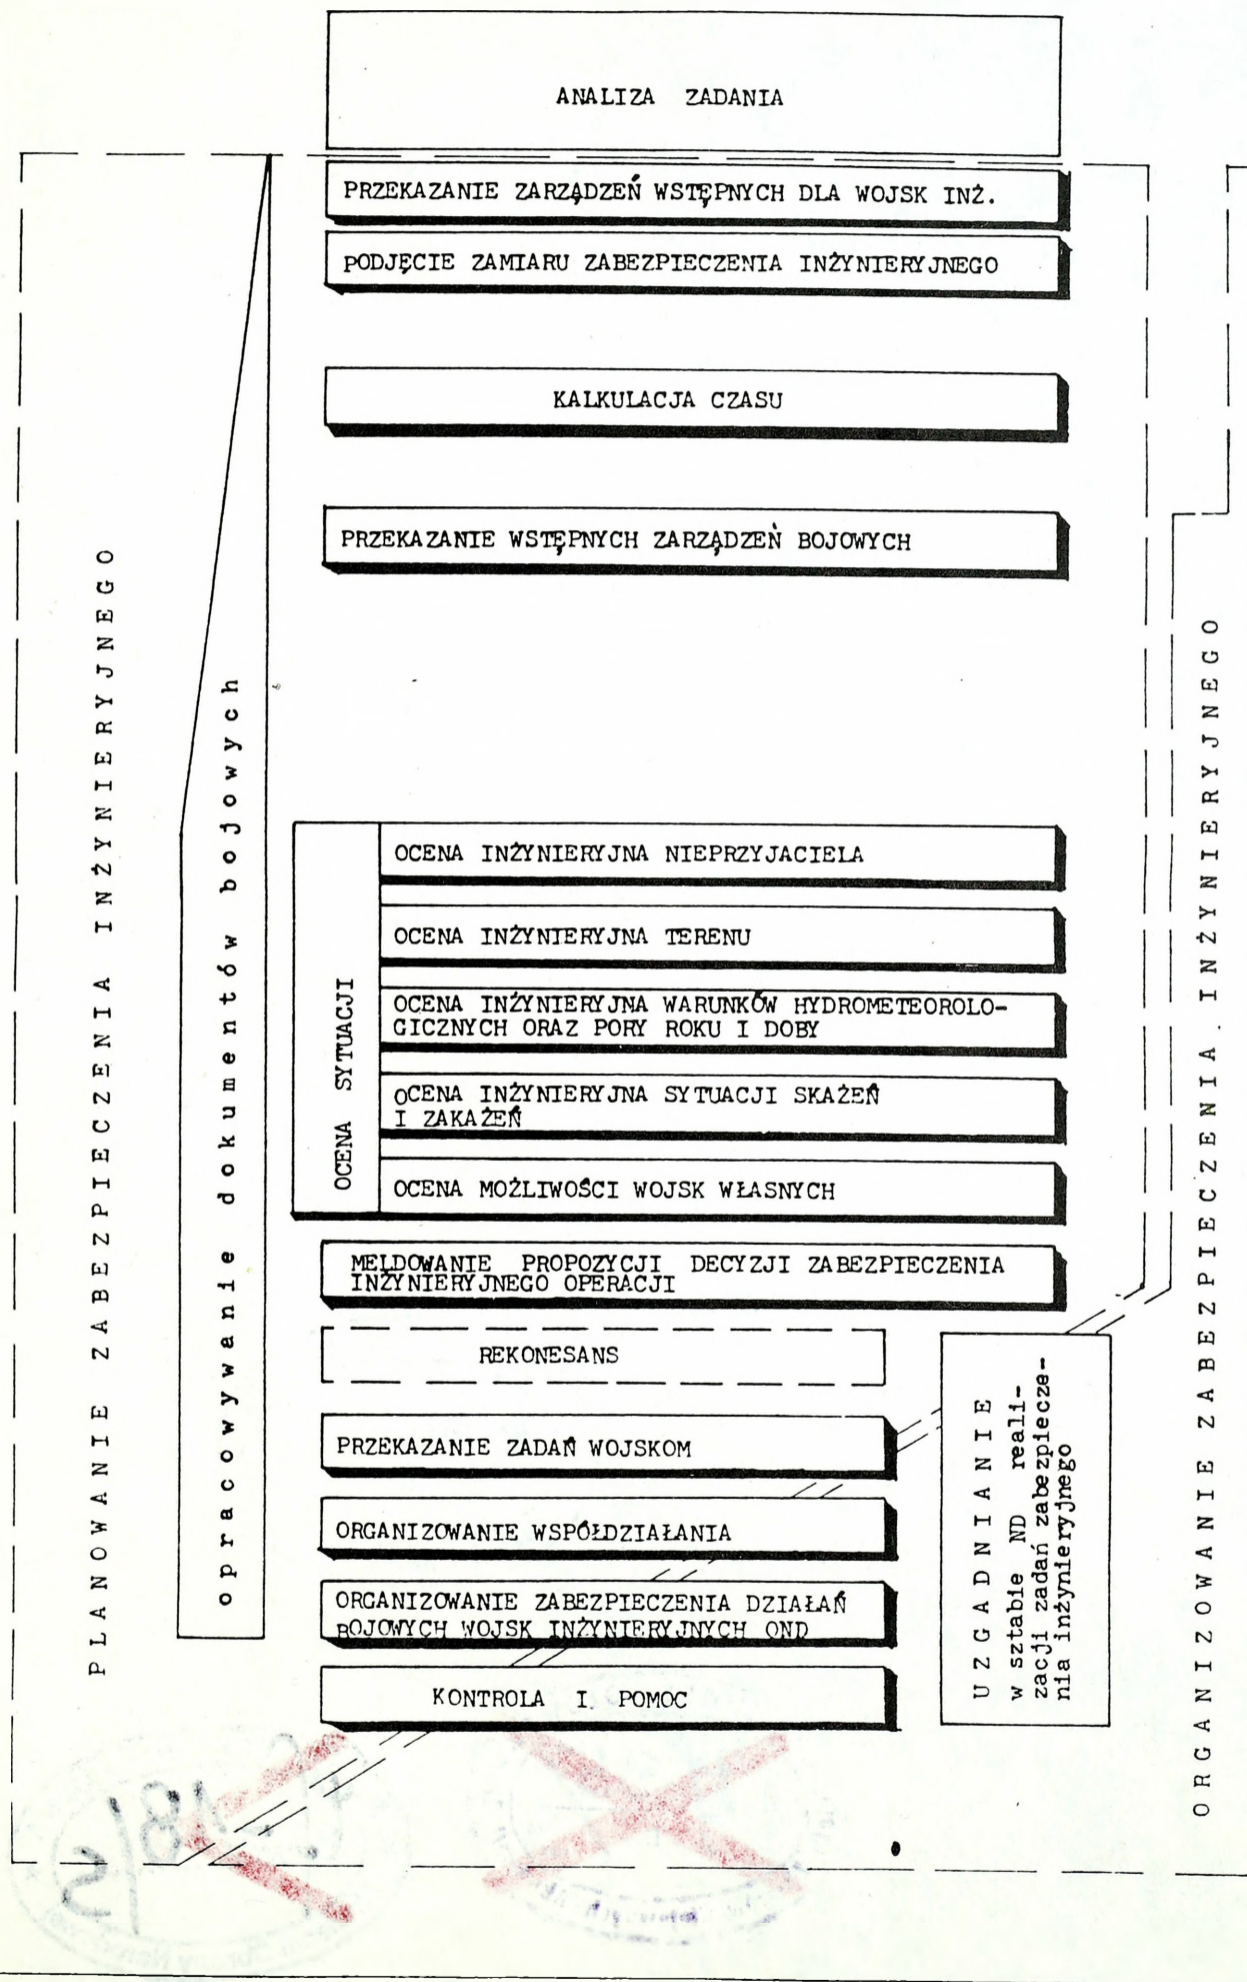 ANALIZA ZADANIA
PRZEKAZANIE ZARZĄDZEŃ WSTĘPNYCH DLA WOJSK INŻ.
PODJĘCIE ZAMIARU ZABEZPIECZENIA INŻYNIERYJNEGO
KALKULACJA CZASU
PRZEKAZANIE WSTĘPNYCH ZARZĄDZEŃ BOJOWYCH
PLANOWANIE ZABEZPIECZENIA INŻYNIERYJNEGO
opracowywanie dokumentów bojowych
OCENA SYTUACJI
OCENA INŻYNIERYJNA NIEPRZYJACIELA
OCENA INŻYNIERYJNA TERENU
OCENA INŻYNIERYJNA WARUNKÓW HYDROMETEOROLO-
GICZNYCH ORAZ PORY ROKU I DOBY
OCENA INŻYNIERYJNA SYTUACJI SKAŻEŃ
I ZAKAŻEŃ
OCENA MOŻLIWOŚCI WOJSK WŁASNYCH
MELDOWANIE PROPOZYCJI DECYZJI ZABEZPIECZENIA
INŻYNIERYJNEGO OPERACJI
REKONESANS
PRZEKAZANIE ZADAŃ WOJSKOM
ORGANIZOWANIE WSPÓŁDZIAŁANIA
ORGANIZOWANIE ZABEZPIECZENIA DZIAŁAŃ
BOJOWYCH WOJSK INŻYNIERYJNYCH OND
KONTROLA I POMOC
UZGADNIANIE
w sztabie ND reali-
zacji zadań zabezpiecze-
nia inżynieryjnego
ORGANIZOWANIE ZABEZPIECZENIA INŻYNIERYJNEGO